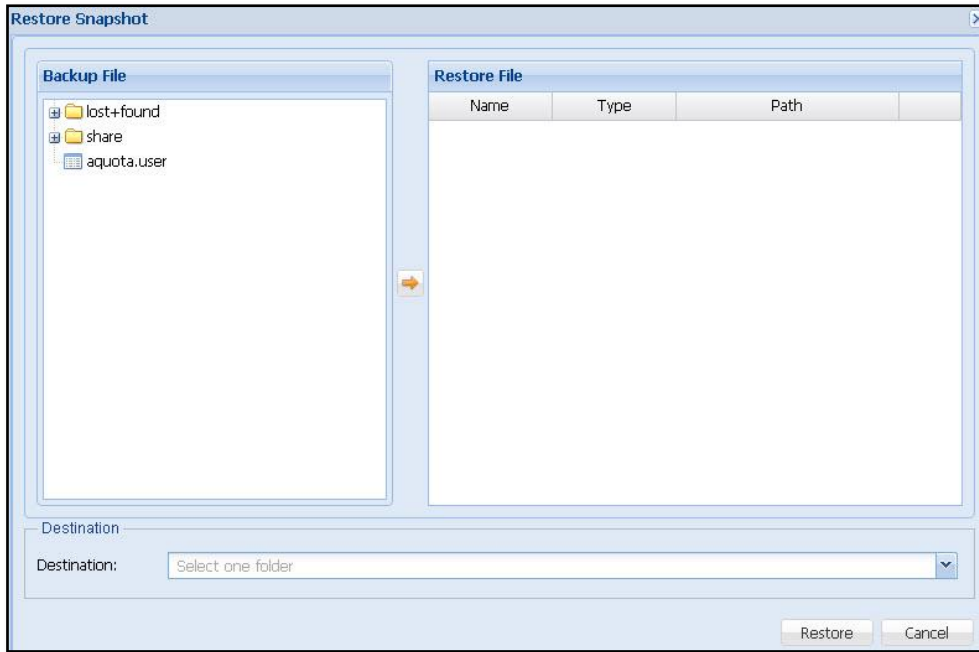 Restore Snapshot
Backup File
lost+found
share
aquota.user
Restore File
Name Type Path
Destination
Destination: Select one folder
Restore Cancel